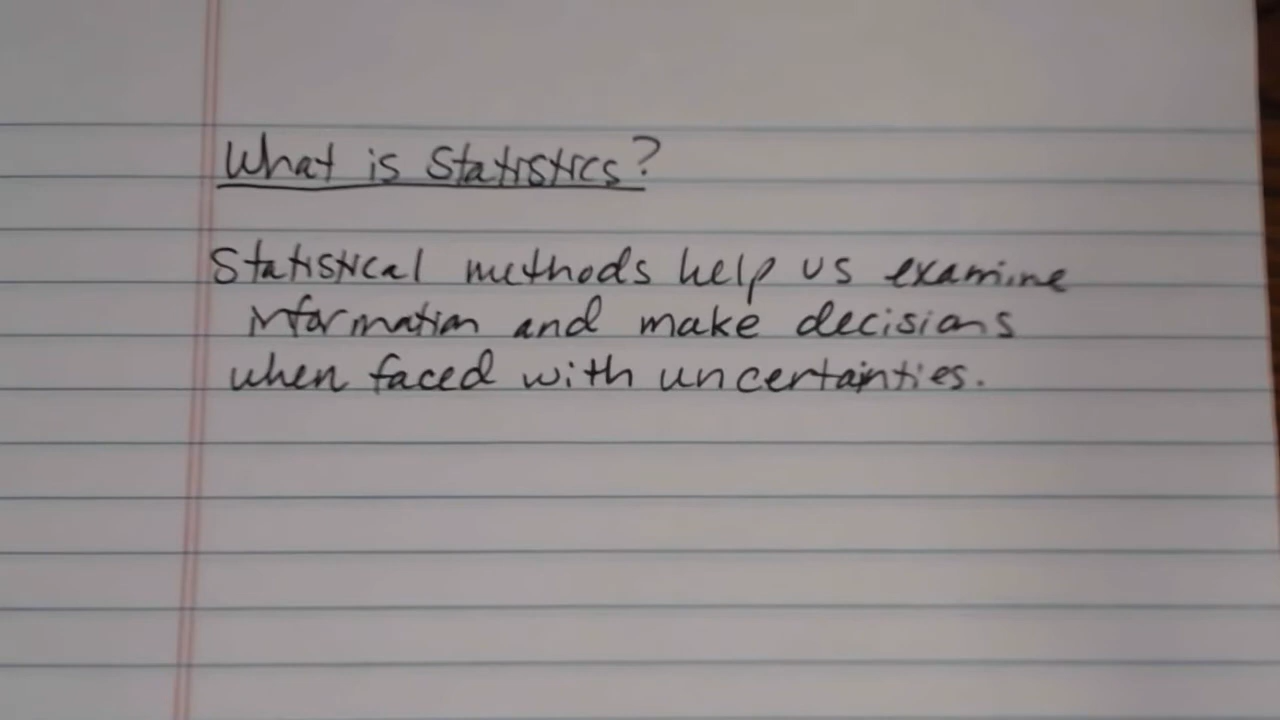 What is Statistics?
Statistical methods help us examine
information and make decisions
when faced with uncertainties.